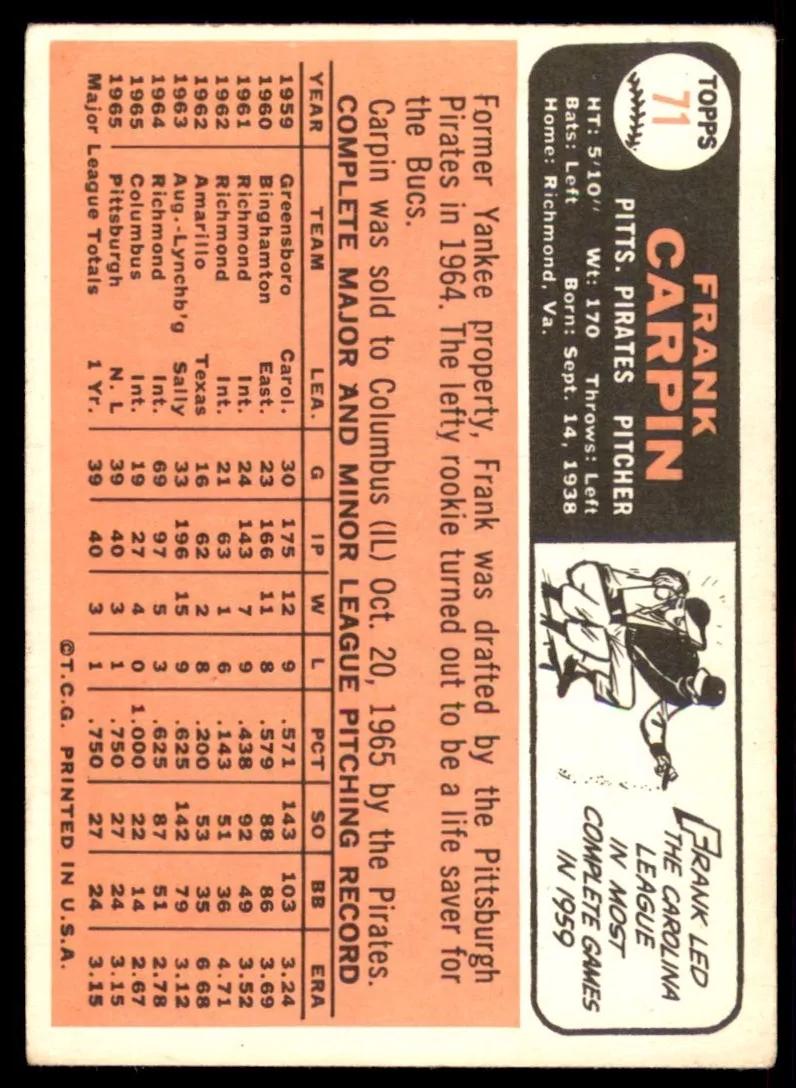 TOPPS
71
FRANK
CARPIN
PITTS. PIRATES PITCHER
HT: 5'10" Wt: 170 Throws: Left
Bats: Left Born: Sept. 14, 1938
Home: Richmond, Va.
FRANK LED
THE CAROLINA
LEAGUE
IN MOST
COMPLETE GAMES
IN 1959
Former Yankee property, Frank was drafted by the Pittsburgh
Pirates in 1964. The lefty rookie turned out to be a life saver for
the Bucs.
Carpin was sold to Columbus (IL) Oct. 20, 1965 by the Pirates.
COMPLETE MAJOR AND MINOR LEAGUE PITCHING RECORD
YEAR TEAM LEA. G IP W L PCT SO BB ERA
1959 Greensboro Carol. 30 175 12 9 .571 143 103 3.24
1960 Binghamton East. 23 166 11 8 .579 88 86 3.69
1961 Richmond Int. 24 143 7 9 .438 92 49 3.52
1962 Richmond Int. 21 63 1 6 .143 51 36 4.71
1962 Amarillo Texas 16 62 2 8 .200 53 35 6.68
1963 Aug.-Lynchb'g Sally 33 196 15 9 .625 142 79 3.12
1964 Richmond Int. 69 97 5 3 .625 87 51 2.78
1965 Columbus Int. 19 27 4 0 1.000 22 14 2.67
1965 Pittsburgh N. L 39 40 3 1 .750 27 24 3.15
Major League Totals 1 Yr. 39 40 3 1 .750 27 24 3.15
©T.C.G. PRINTED IN U.S.A.